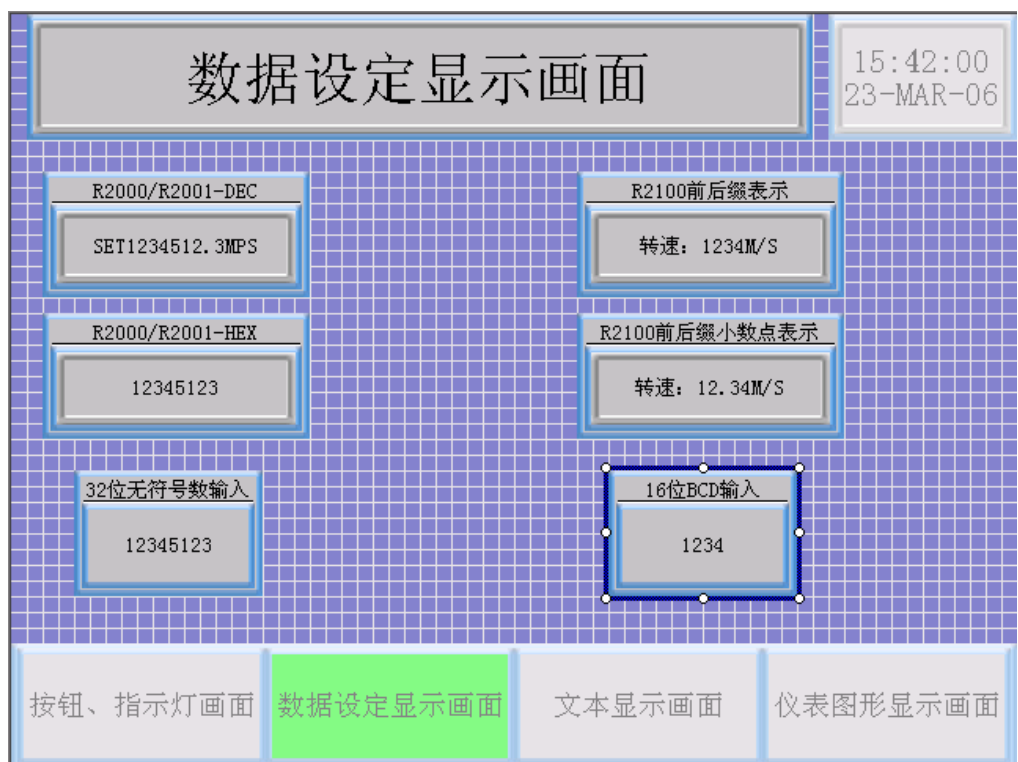 数据设定显示画面
15:42:00
23-MAR-06
R2000/R2001-DEC
SET1234512.3MPS
R2100前后缀表示
转速: 1234M/S
R2000/R2001-HEX
12345123
R2100前后缀小数点表示
转速: 12.34M/S
32位无符号数输入
12345123
16位BCD输入
1234
按钮、指示灯画面
数据设定显示画面
文本显示画面
仪表图形显示画面